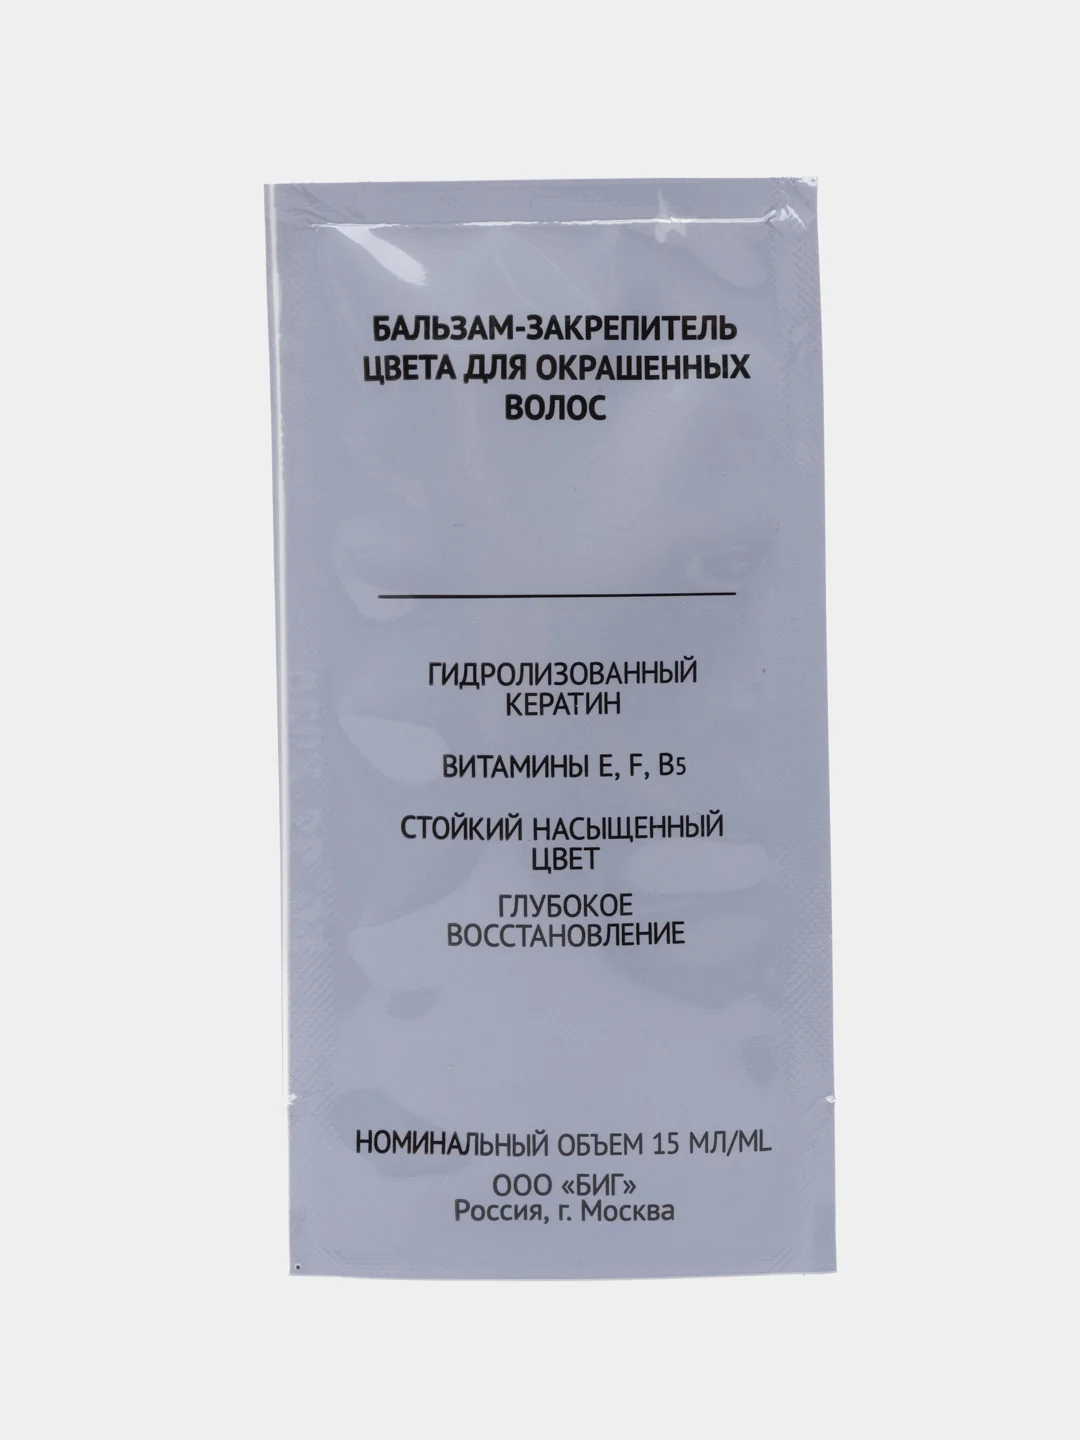 БАЛЬЗАМ-ЗАКРЕПИТЕЛЬ
ЦВЕТА ДЛЯ ОКРАШЕННЫХ
ВОЛОС
ГИДРОЛИЗОВАННЫЙ
КЕРАТИН
ВИТАМИНЫ E, F, B5
СТОЙКИЙ НАСЫЩЕННЫЙ
ЦВЕТ
ГЛУБОКОЕ
ВОССТАНОВЛЕНИЕ
НОМИНАЛЬНЫЙ ОБЪЕМ 15 МЛ/ML
ООО «БИГ»
Россия, г. Москва